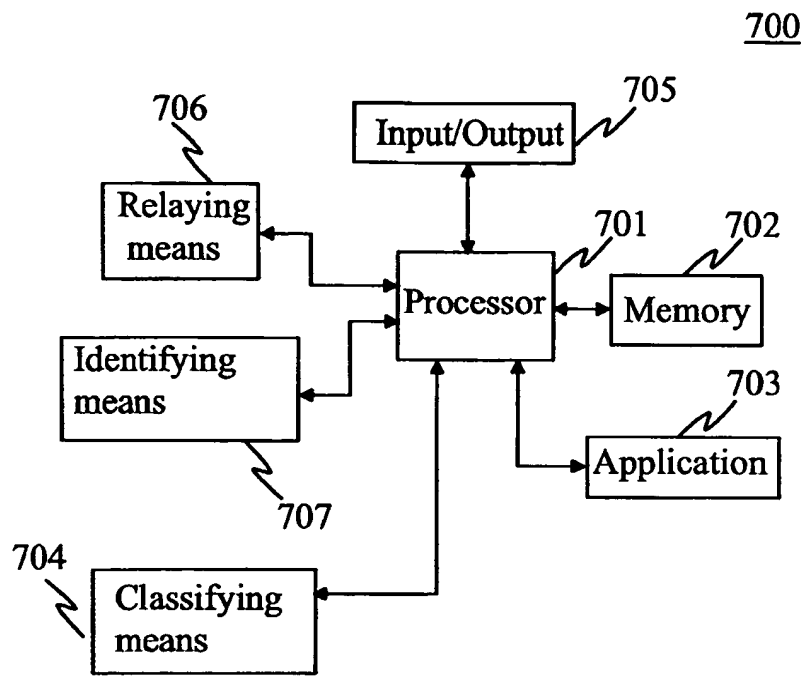 700
706
705
Input/Output
Relaying
means
701
702
Processor
Memory
Identifying
means
703
Application
707
704
Classifying
means